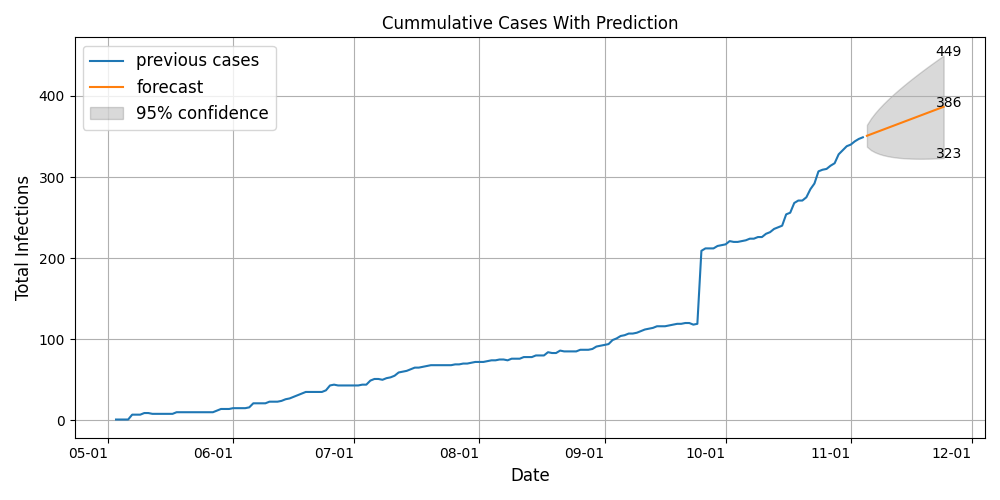 Cummulative Cases With Prediction
previous cases
forecast
95% confidence
449
386
323
400
300
200
100
0
Total Infections
05-01 06-01 07-01 08-01 09-01 10-01 11-01 12-01
Date